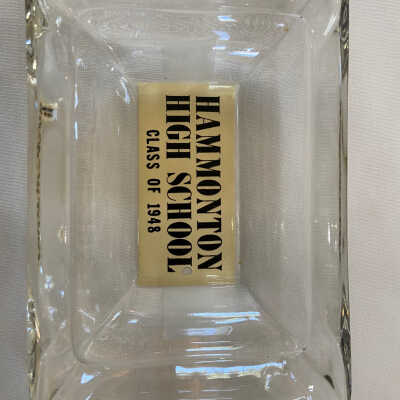 HAMMONTON
HIGH SCHOOL
CLASS OF 1948